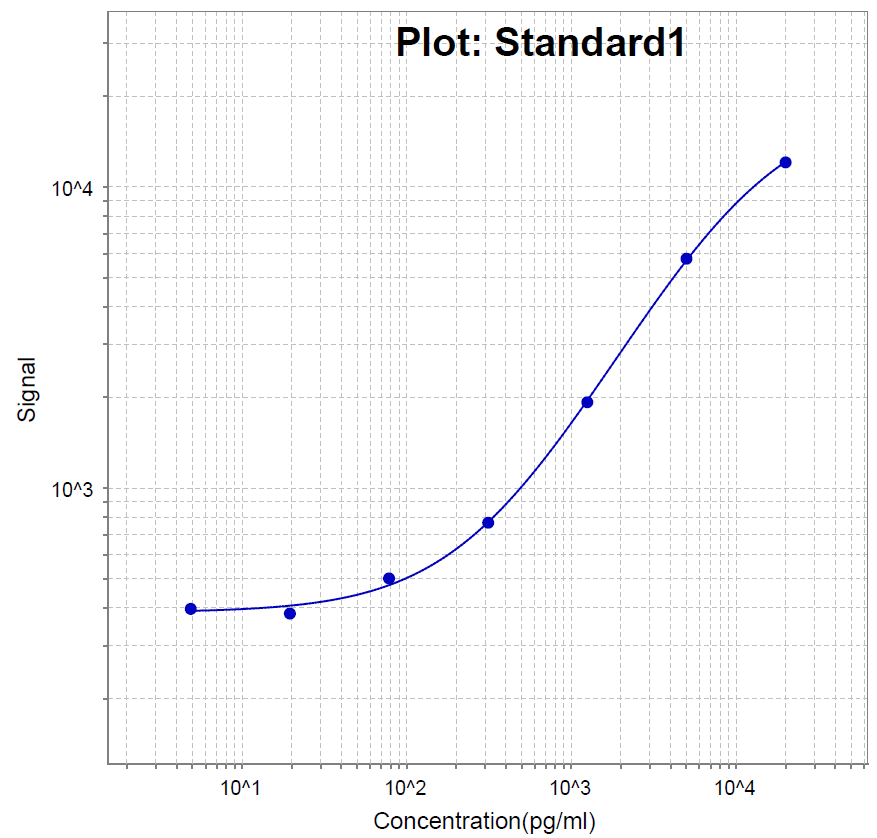 Plot: Standard1
10^4
Signal
10^3
10^1
10^2
10^3
10^4
Concentration(pg/ml)